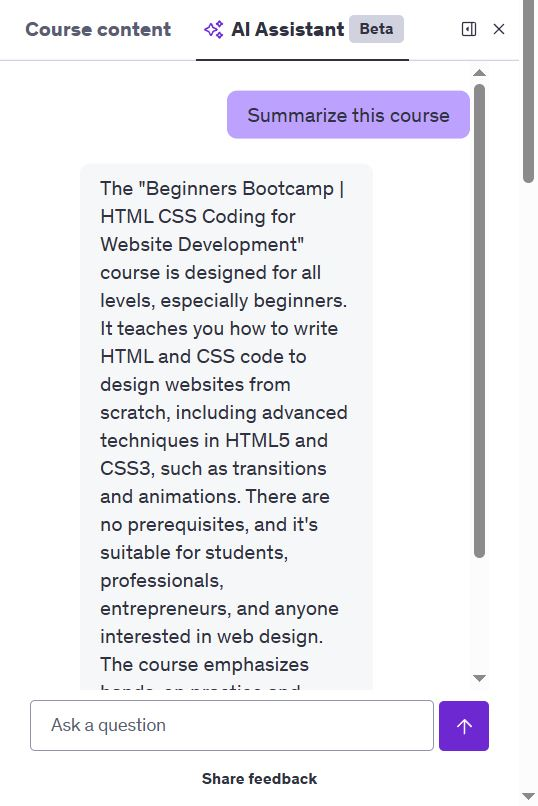 Course content
AI Assistant Beta
Summarize this course
The "Beginners Bootcamp |
HTML CSS Coding for
Website Development"
course is designed for all
levels, especially beginners.
It teaches you how to write
HTML and CSS code to
design websites from
scratch, including advanced
techniques in HTML5 and
CSS3, such as transitions
and animations. There are
no prerequisites, and it's
suitable for students,
professionals,
entrepreneurs, and anyone
interested in web design.
The course emphasizes
hands-on practice and
Ask a question
Share feedback